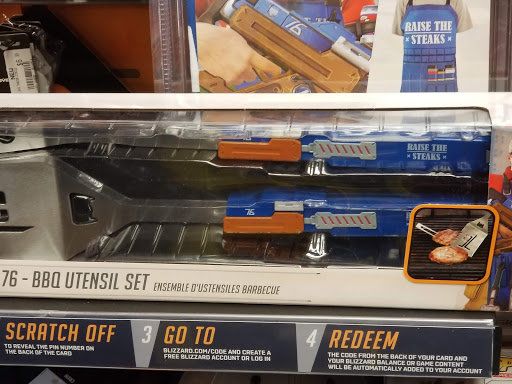 RAISE THE
STEAKS
76
76
RAISE THE
STEAKS
76
76 - BBQ UTENSIL SET ENSEMBLE D'USTENSILES BARBECUE
SCRATCH OFF
TO REVEAL THE PIN NUMBER ON
THE BACK OF THE CARD
3 GO TO
BLIZZARD.COM/CODE AND CREATE A
FREE BLIZZARD ACCOUNT OR LOG IN
4 REDEEM
THE CODE FROM THE BACK OF YOUR CARD AND
YOUR BLIZZARD BALANCE OR GAME CONTENT
WILL BE AUTOMATICALLY ADDED TO YOUR ACCOUNT